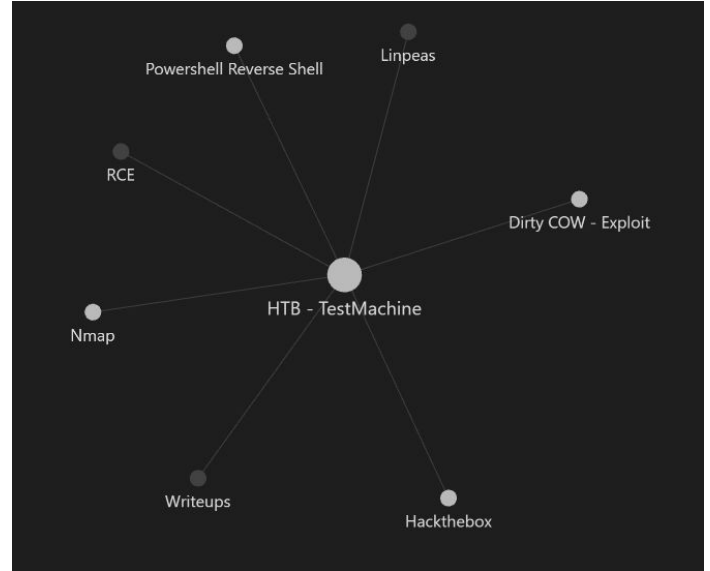 Powershell Reverse Shell
Linpeas
RCE
Dirty COW - Exploit
HTB - TestMachine
Nmap
Writeups
Hackthebox